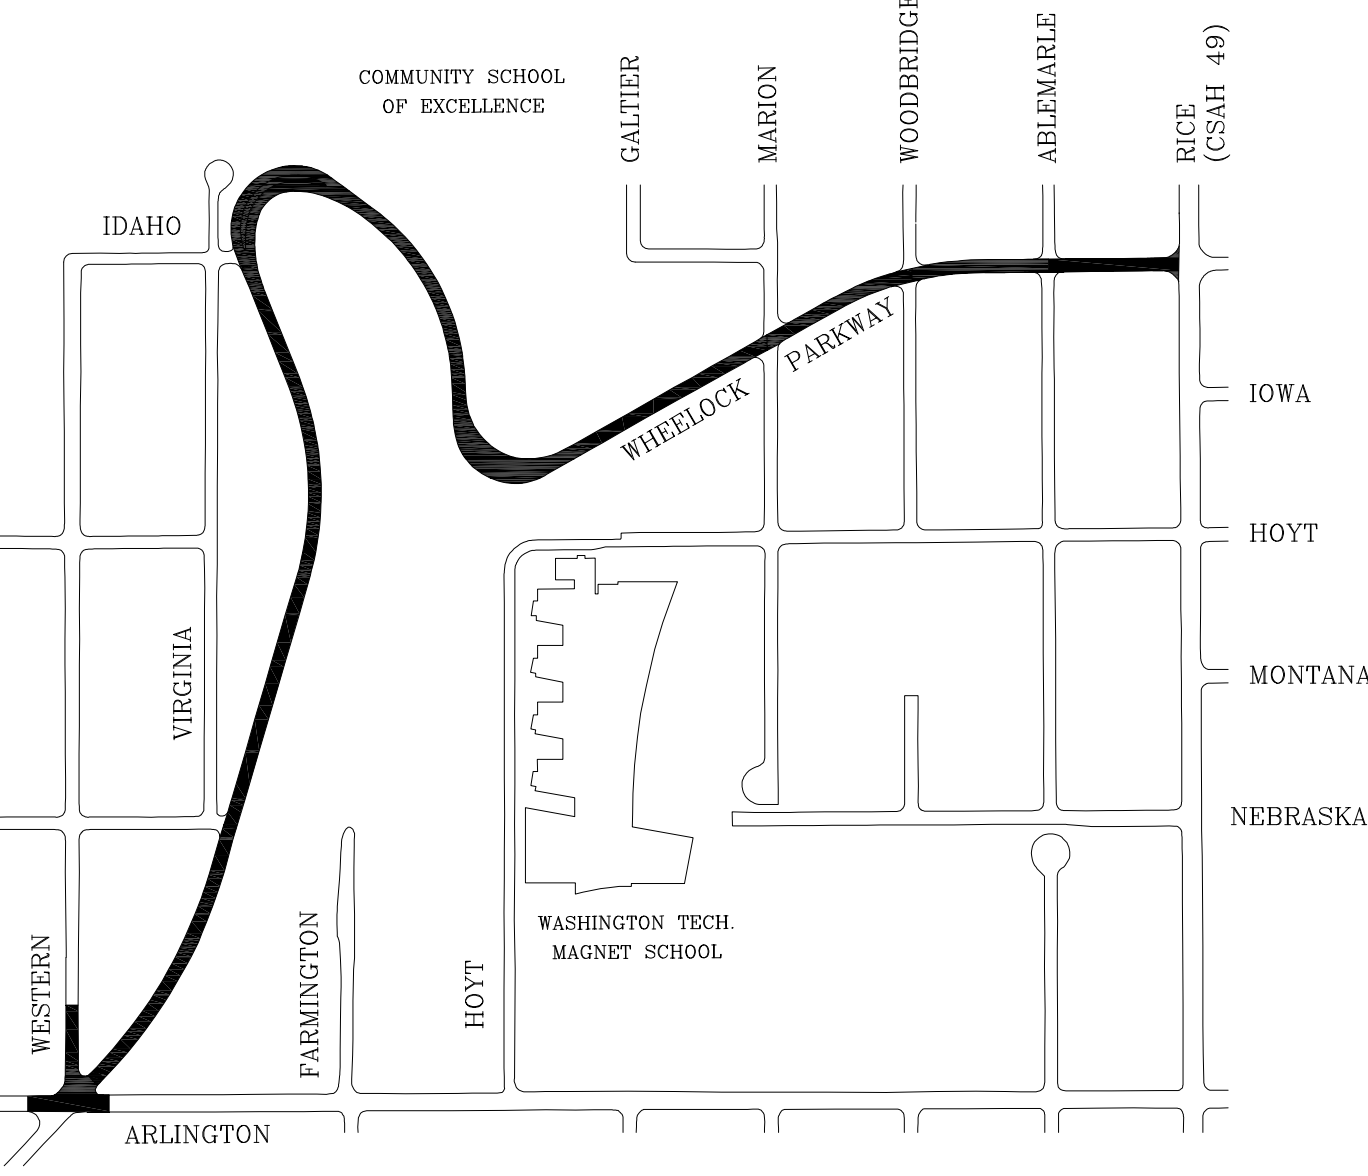 COMMUNITY SCHOOL
OF EXCELLENCE
GALTIER
MARION
WOODBRIDGE
ABLEMARLE
RICE
(CSAH 49)
IDAHO
WHEELOCK PARKWAY
IOWA
HOYT
VIRGINIA
MONTANA
NEBRASKA
WESTERN
FARMINGTON
HOYT
WASHINGTON TECH.
MAGNET SCHOOL
ARLINGTON